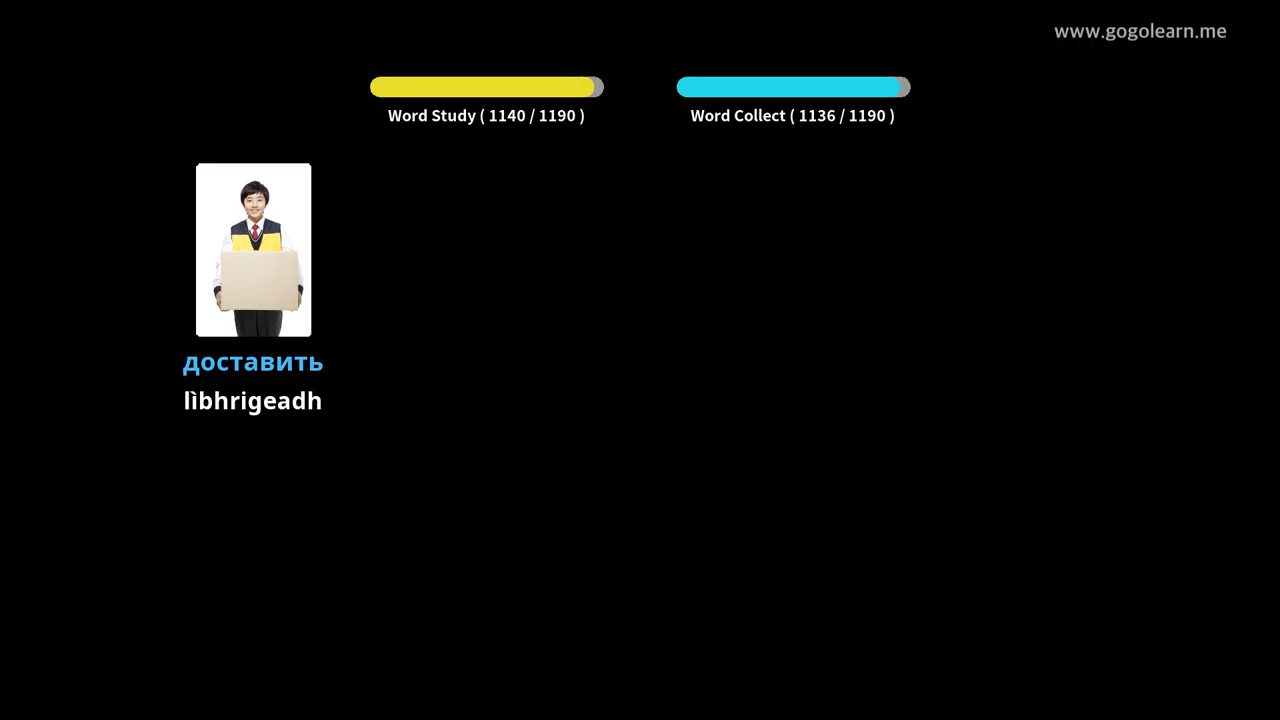 www.gogolearn.me
Word Study ( 1140 / 1190 )
Word Collect ( 1136 / 1190 )
доставить
lìbhrigeadh